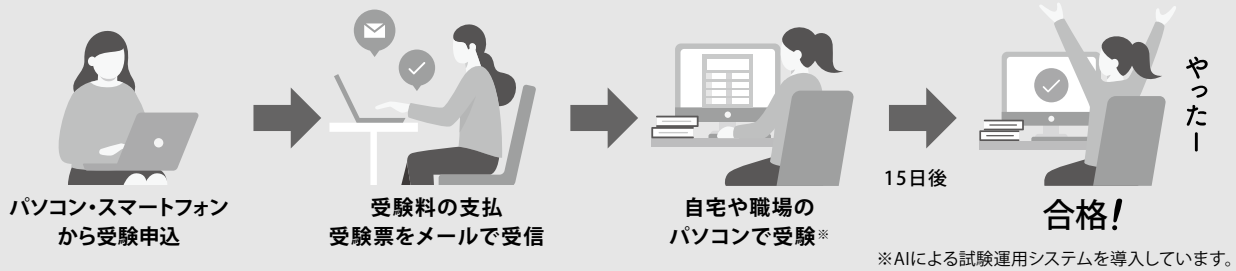 パソコン・スマートフォン
から受験申込
受験料の支払
受験票をメールで受信
自宅や職場の
パソコンで受験※
15日後
やったー
合格!
※AIによる試験運用システムを導入しています。